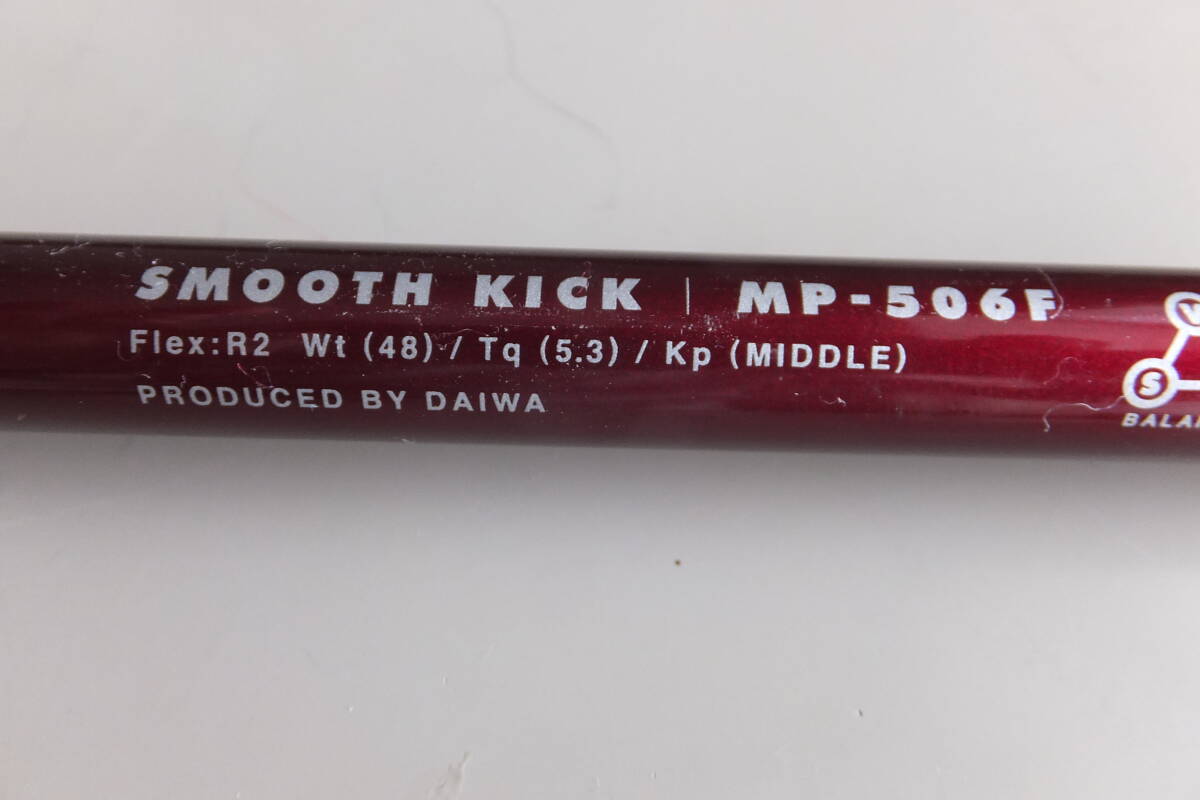 SMOOTH KICK | MP-506F
Flex:R2 Wt (48) / Tq (5.3) / Kp (MIDDLE)
PRODUCED BY DAIWA
S